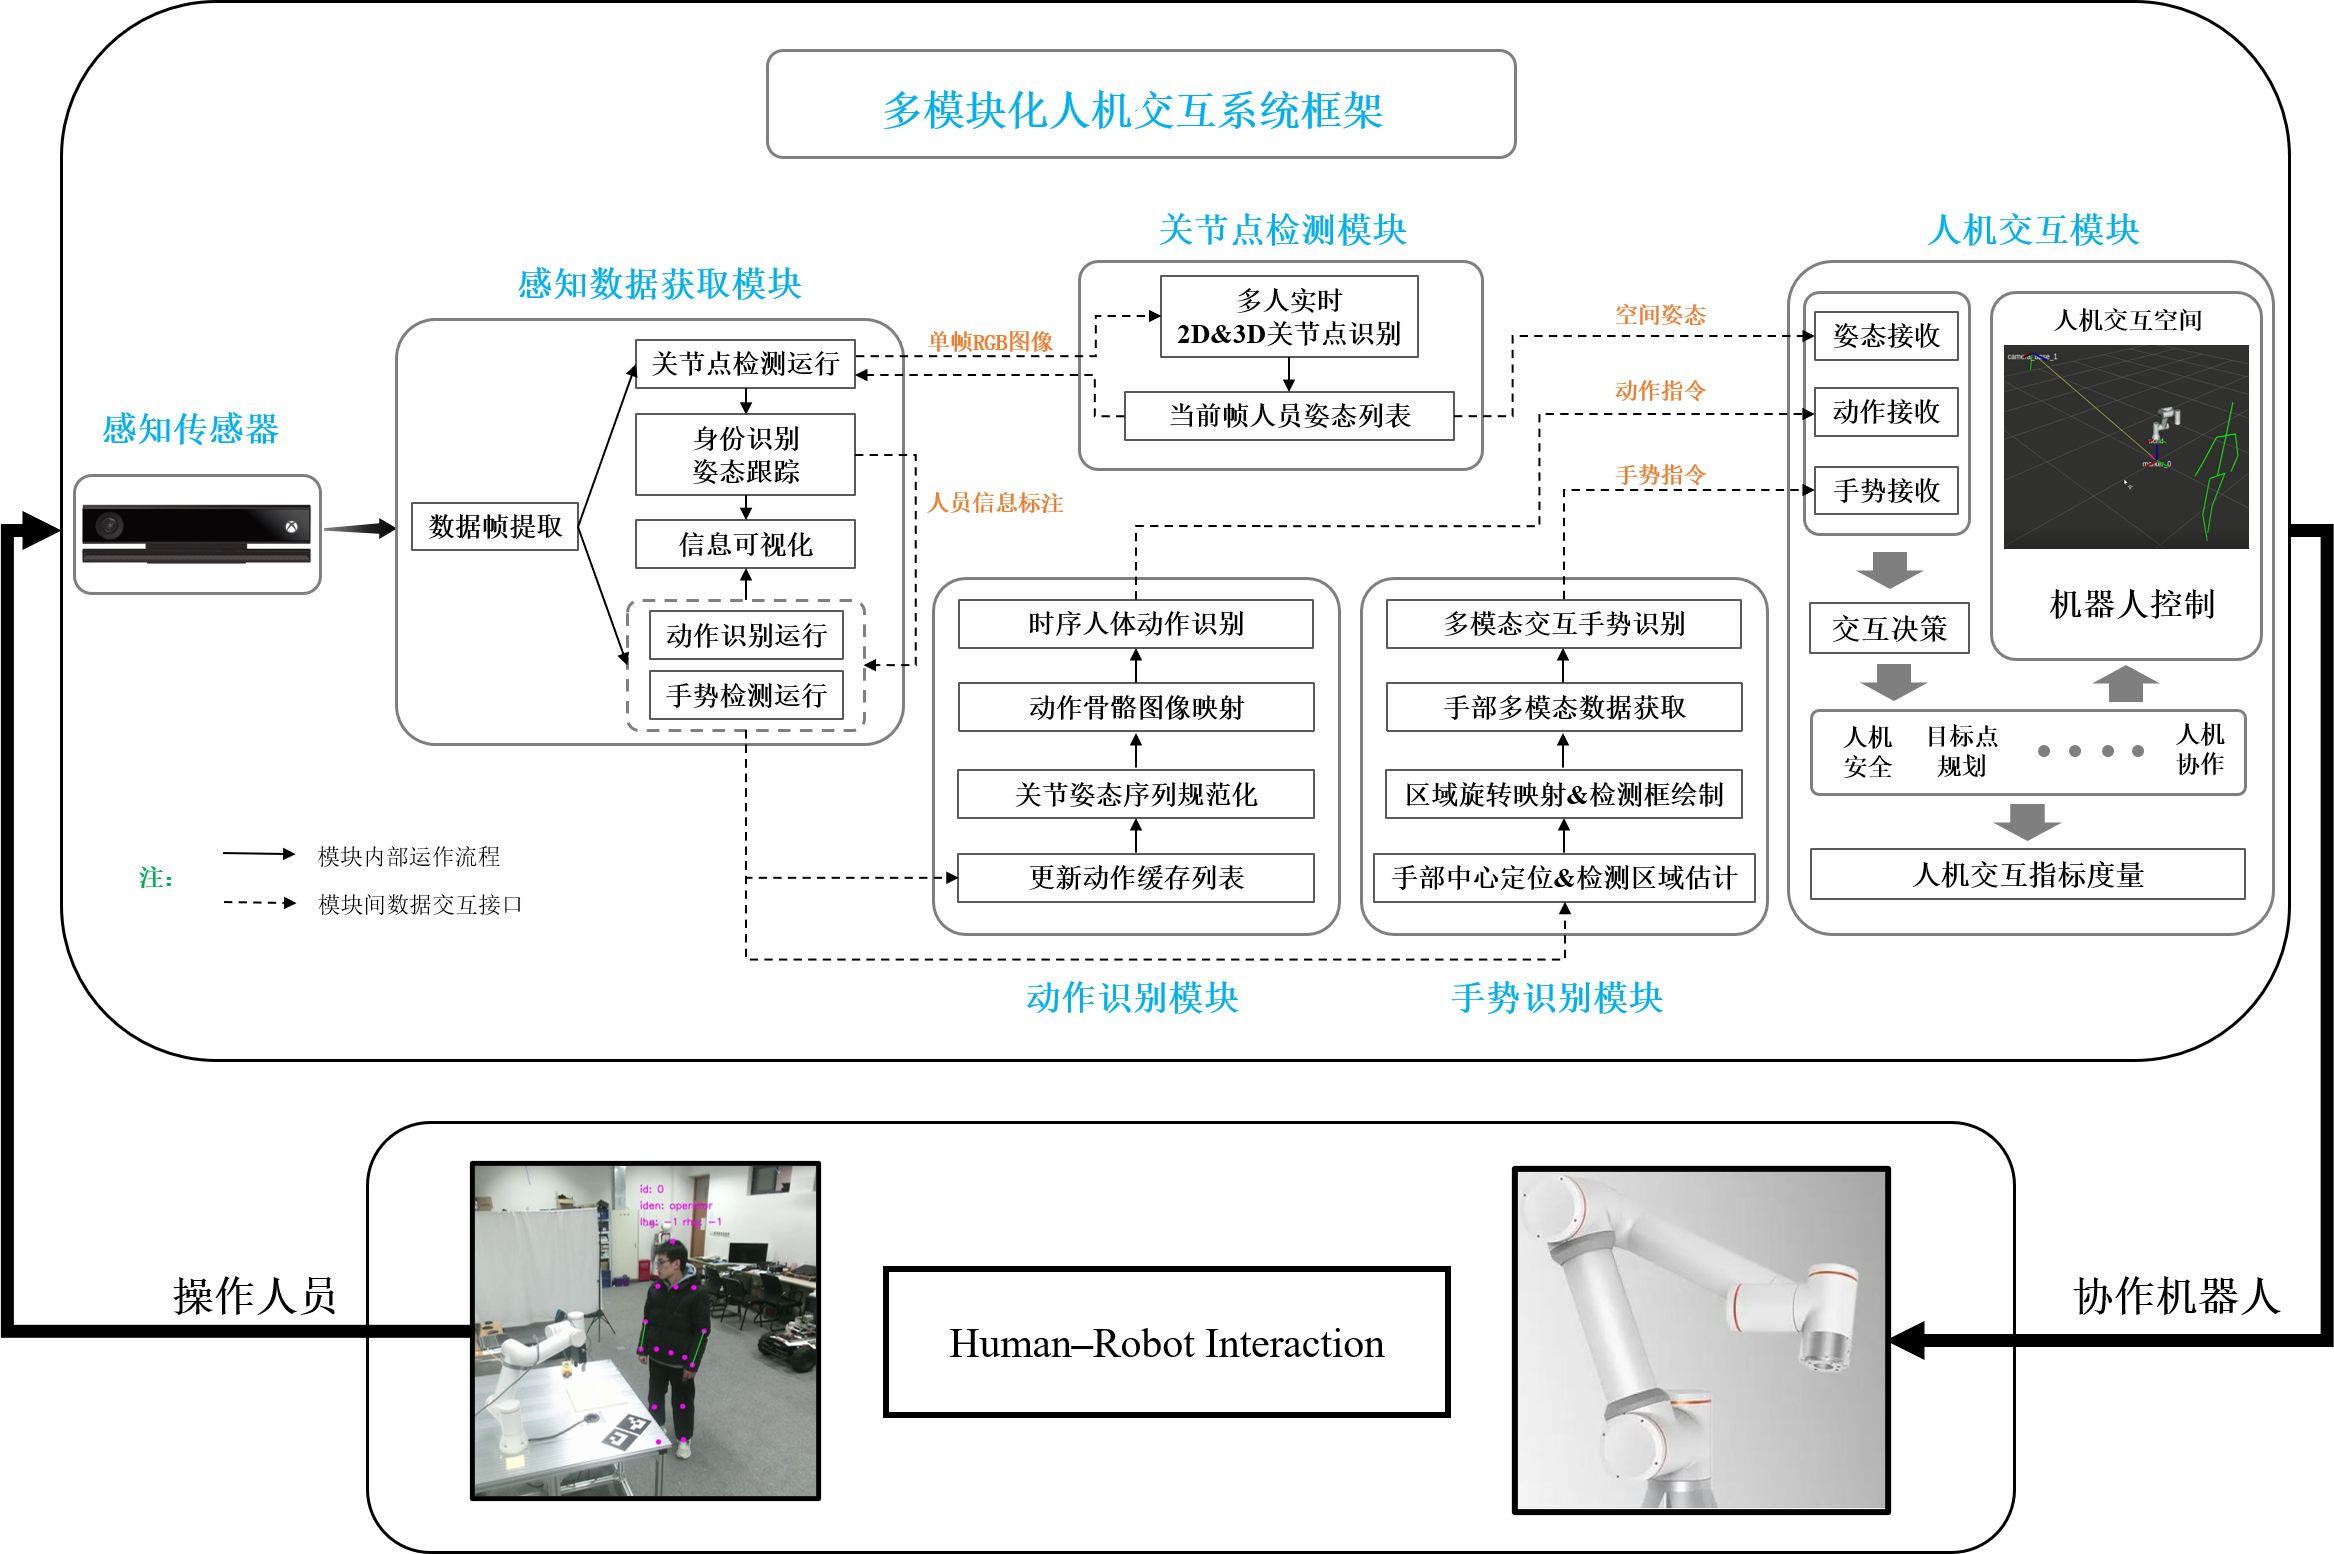 多模块化人机交互系统框架
感知传感器
感知数据获取模块
数据帧提取
关节点检测运行
身份识别
姿态跟踪
信息可视化
动作识别运行
手势检测运行
单帧RGB图像
人员信息标注
关节点检测模块
多人实时
2D&3D关节点识别
当前帧人员姿态列表
空间姿态
动作指令
手势指令
时序人体动作识别
动作骨骼图像映射
关节姿态序列规范化
更新动作缓存列表
动作识别模块
多模态交互手势识别
手部多模态数据获取
区域旋转映射&检测框绘制
手部中心定位&检测区域估计
手势识别模块
人机交互模块
姿态接收
动作接收
手势接收
人机交互空间
机器人控制
交互决策
人机
安全
目标点
规划
人机
协作
人机交互指标度量
注:
模块内部运作流程
模块间数据交互接口
操作人员
id: 0
iden: operator
lhg: -1 rhg: -1
Human–Robot Interaction
协作机器人